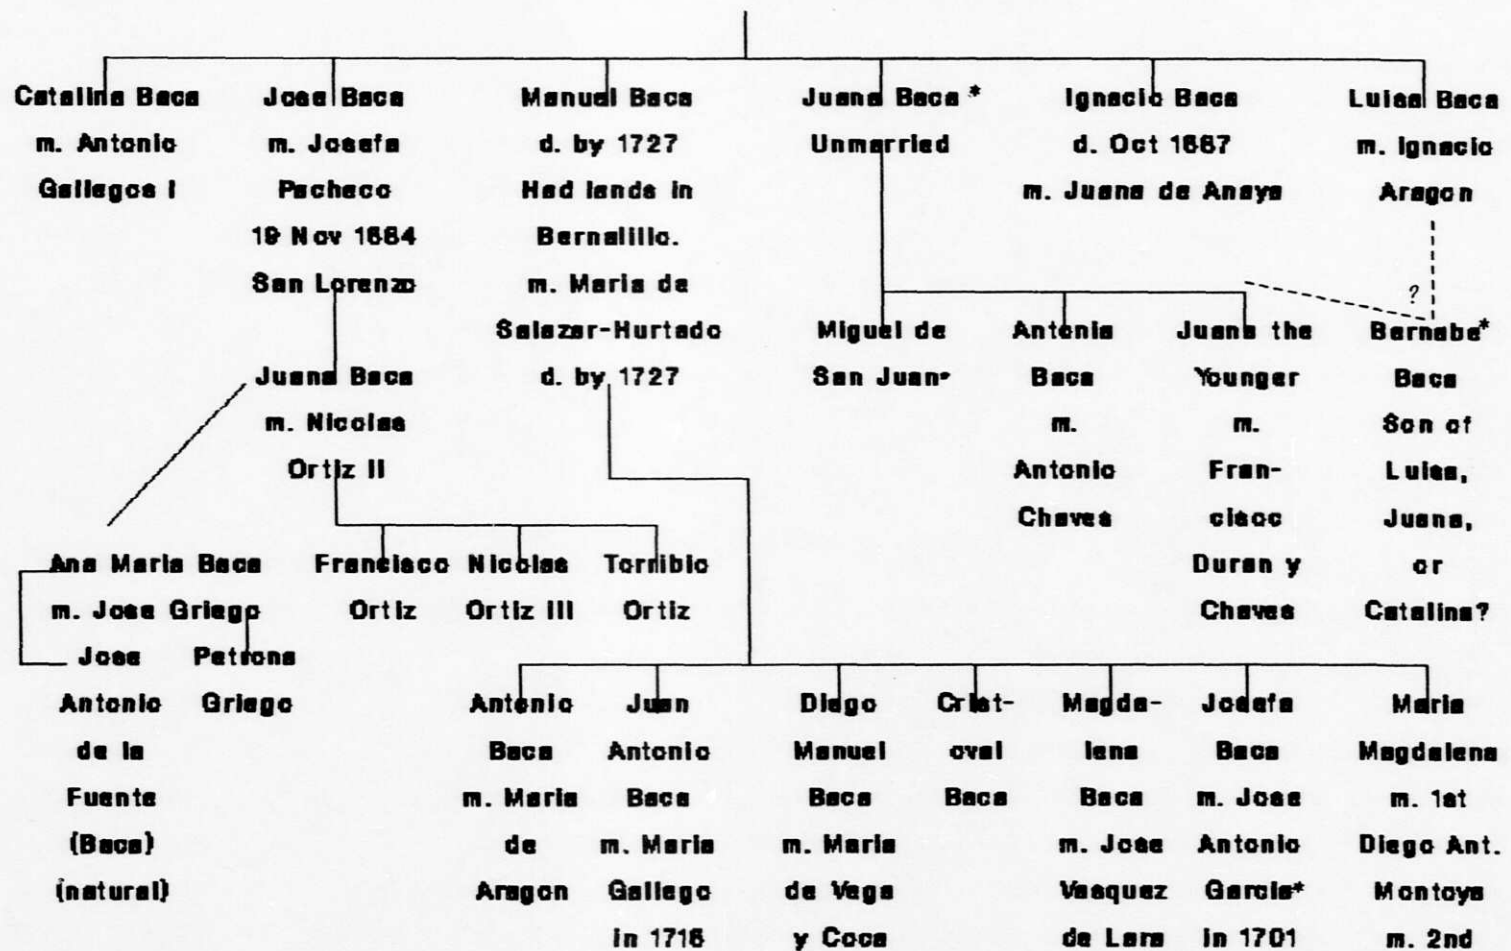 Catalina Baca
m. Antonio
Gallegos I
Jose Baca
m. Josefa
Pacheco
19 Nov 1684
San Lorenzo
Manuel Baca
d. by 1727
Had lands in
Bernalillo.
m. Maria de
Salazar-Hurtado
d. by 1727
Juana Baca *
Unmarried
Ignacio Baca
d. Oct 1687
m. Juana de Anaya
Luisa Baca
m. Ignacio
Aragon
?
Juana Baca
m. Nicolas
Ortiz II
Miguel de
San Juan*
Antonia
Baca
m.
Antonio
Chaves
Juana the
Younger
m.
Fran-
cisco
Duran y
Chaves
Bernabe*
Baca
Son of
Luisa,
Juana,
or
Catalina?
Ana Maria Baca
m. Jose Griego
Francisco
Ortiz
Nicolas
Ortiz III
Torribio
Ortiz
Jose
Antonio
de la
Fuente
(Baca)
(natural)
Petrona
Griego
Antonio
Baca
m. Maria
de
Aragon
Juan
Antonio
Baca
m. Maria
Gallego
in 1716
Diego
Manuel
Baca
m. Maria
de Vega
y Coca
Crist-
oval
Baca
Magda-
lena
Baca
m. Jose
Vasquez
de Lara
Josefa
Baca
m. Jose
Antonio
Garcia*
in 1701
Maria
Magdalena
m. 1st
Diego Ant.
Montoya
m. 2nd